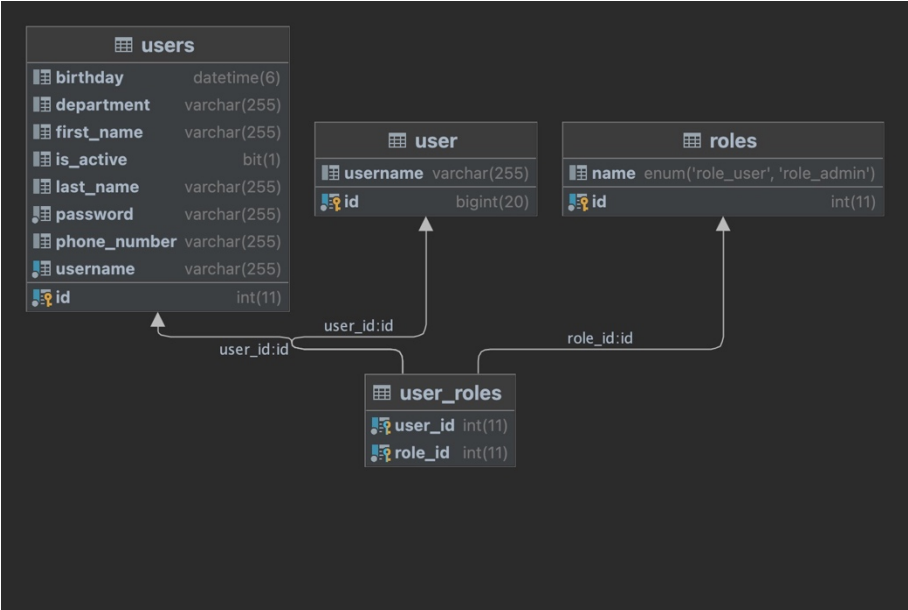 users
birthday datetime(6)
department varchar(255)
first_name varchar(255)
is_active bit(1)
last_name varchar(255)
password varchar(255)
phone_number varchar(255)
username varchar(255)
id int(11)
user
username varchar(255)
id bigint(20)
roles
name enum('role_user', 'role_admin')
id int(11)
user_id:id
user_id:id
role_id:id
user_roles
user_id int(11)
role_id int(11)